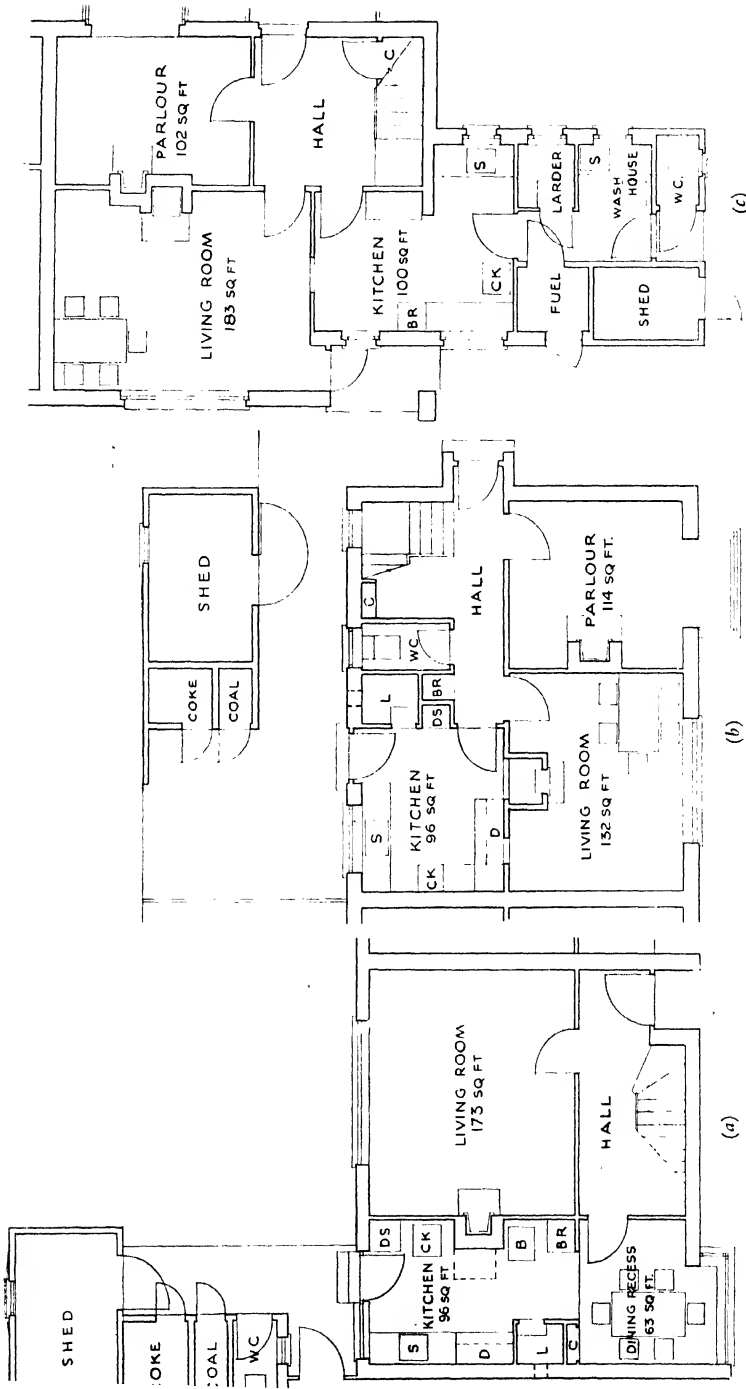 SHED
COKE
COAL
WC
DS
CK
KITCHEN
96 SQ FT
S
D
B
BR
L
C
LIVING ROOM
173 SQ FT
HALL
DINING RECESS
63 SQ. FT.
(a)
SHED
COKE
COAL
C
WC
L
BR
DS
HALL
S
KITCHEN
96 SQ FT
CK
D
LIVING ROOM
132 SQ FT
PARLOUR
114 SQ FT.
(b)
PARLOUR
102 SQ FT
LIVING ROOM
183 SQ FT
HALL
C
KITCHEN
100 SQ FT
BR
CK
S
LARDER
S
WASH
HOUSE
W.C.
FUEL
SHED
(c)